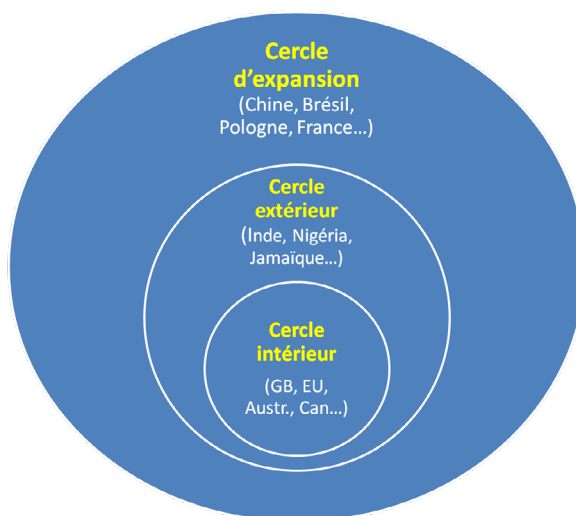 Cercle
d’expansion
(Chine, Brésil,
Pologne, France…)
Cercle
extérieur
(Inde, Nigéria,
Jamaïque…)
Cercle
intérieur
(GB, EU,
Austr., Can…)